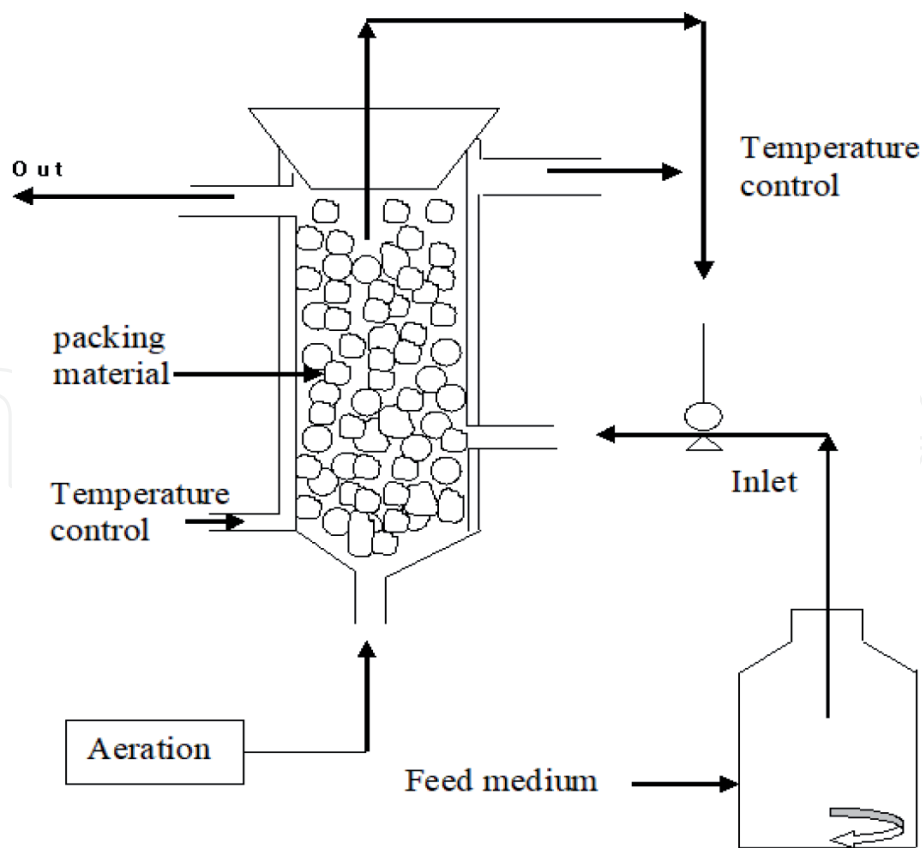 Out
Temperature
control
packing
material
Temperature
control
Inlet
Aeration
Feed medium